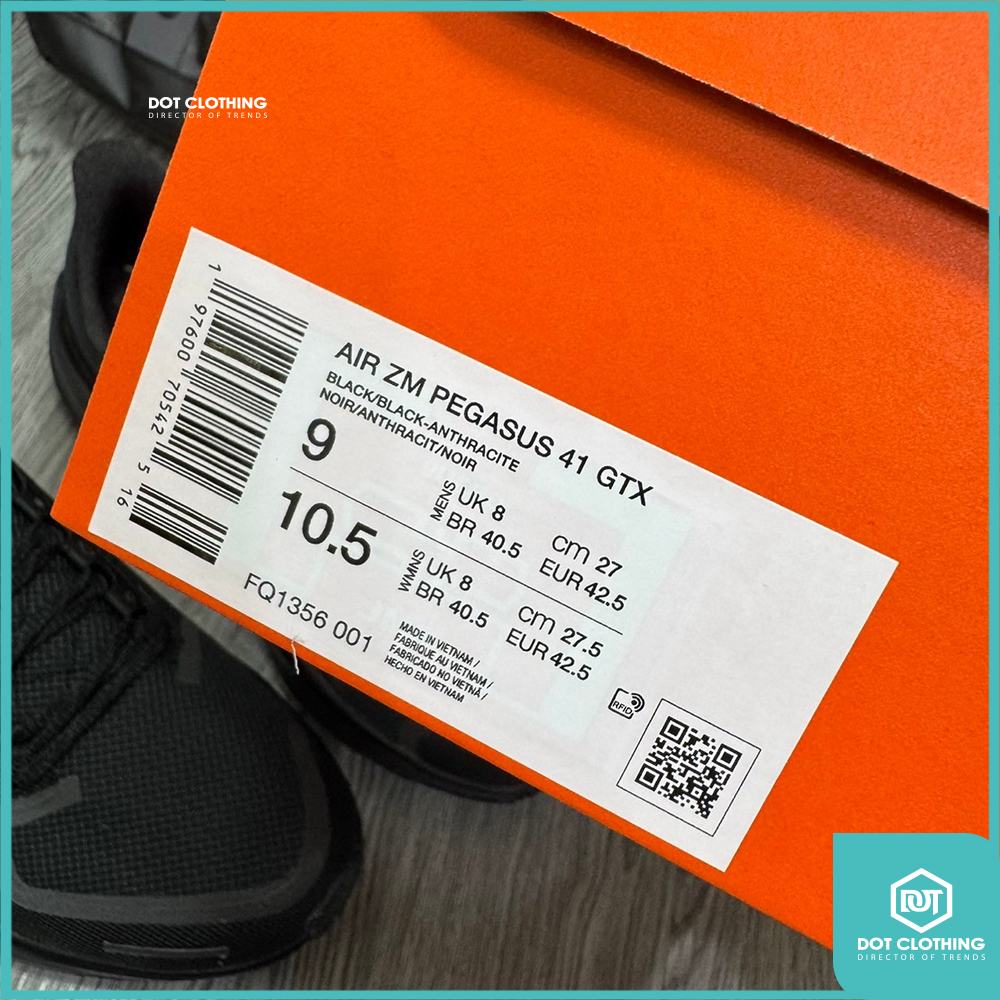 DOT CLOTHING
DIRECTOR OF TRENDS
1 97600 70542 5 16
AIR ZM PEGASUS 41 GTX
BLACK/BLACK-ANTHRACITE
NOIR/ANTHRACIT/NOIR
9
MENS
UK 8
BR 40.5
cm 27
EUR 42.5
10.5
WMNS
UK 8
BR 40.5
cm 27.5
EUR 42.5
FQ1356 001
MADE IN VIETNAM /
FABRIQUE AU VIETNAM /
FABRICADO NO VIETNÃ /
HECHO EN VIETNAM
RFID
DOT
DOT CLOTHING
DIRECTOR OF TRENDS